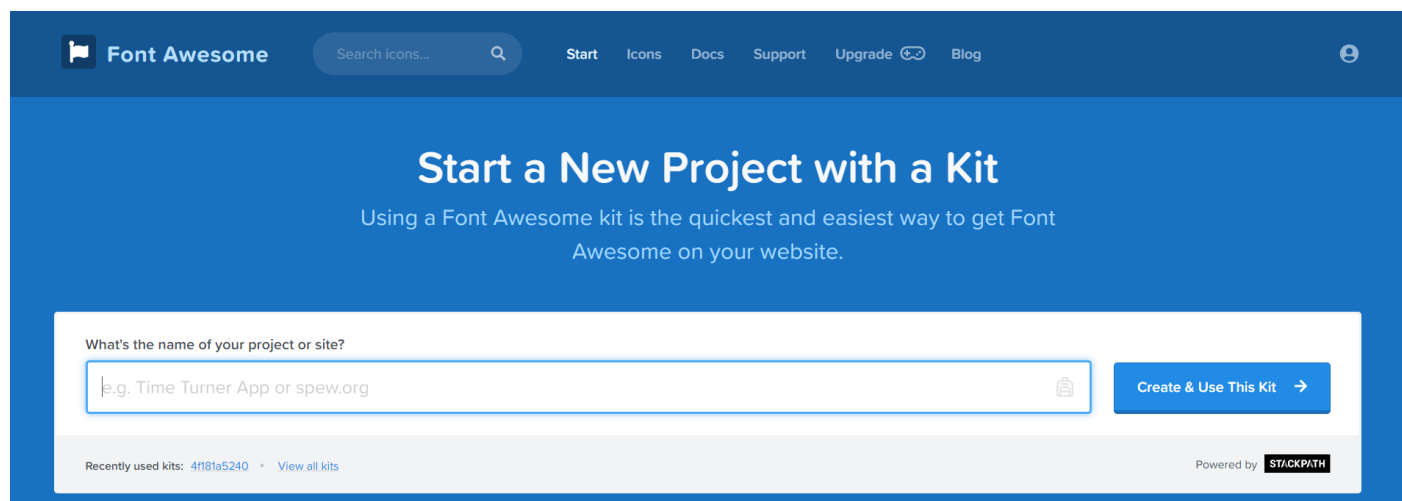 Font Awesome
Search icons...
Start Icons Docs Support Upgrade Blog
Start a New Project with a Kit
Using a Font Awesome kit is the quickest and easiest way to get Font
Awesome on your website.
What's the name of your project or site?
e.g. Time Turner App or spew.org
Create & Use This Kit
Recently used kits: 4f181a5240 • View all kits
Powered by STACKPATH